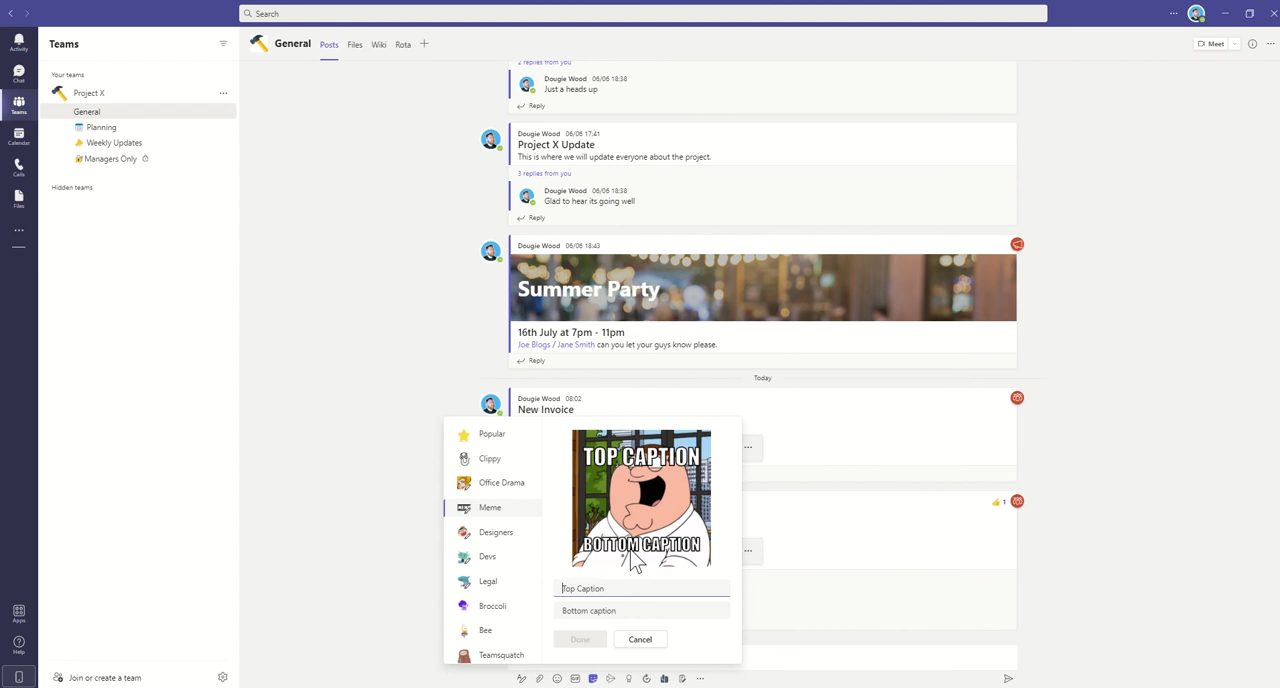 Search
Activity
Chat
Teams
Calendar
Calls
Files
Apps
Help
Teams
Your teams
Project X
General
Planning
Weekly Updates
Managers Only
Hidden teams
Join or create a team
General
Posts
Files
Wiki
Rota
Meet
2 replies from you
Dougie Wood 06/06 18:38
Just a heads up
Reply
Dougie Wood 06/06 17:41
Project X Update
This is where we will update everyone about the project.
3 replies from you
Dougie Wood 06/06 18:38
Glad to hear its going well
Reply
Dougie Wood 06/06 18:43
Summer Party
16th July at 7pm - 11pm
Joe Blogs / Jane Smith can you let your guys know please.
Reply
Today
Dougie Wood 08:02
New Invoice
1
Popular
Clippy
Office Drama
Meme
Designers
Devs
Legal
Broccoli
Bee
Teamsquatch
TOP CAPTION
BOTTOM CAPTION
Top Caption
Bottom caption
Done
Cancel
GIF